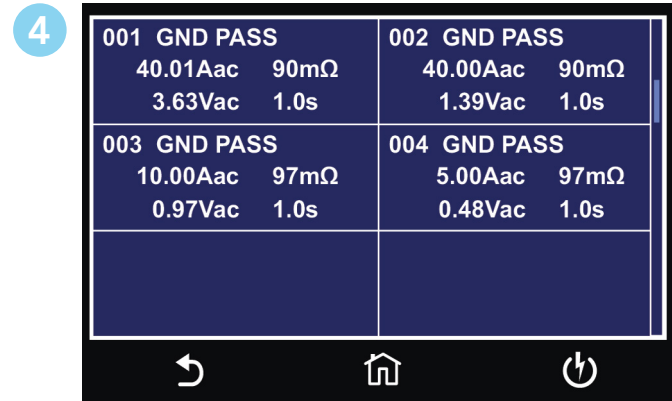 4
001 GND PASS
40.01Aac 90mΩ
3.63Vac 1.0s
002 GND PASS
40.00Aac 90mΩ
1.39Vac 1.0s
003 GND PASS
10.00Aac 97mΩ
0.97Vac 1.0s
004 GND PASS
5.00Aac 97mΩ
0.48Vac 1.0s